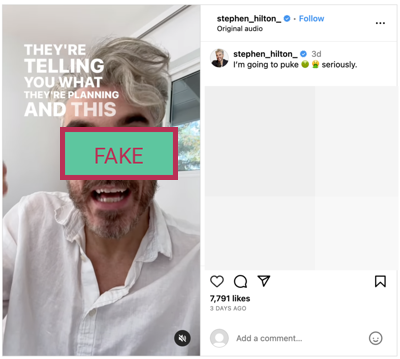 THEY'RE
TELLING
YOU WHAT
THEY'RE PLANNING
AND THIS
FAKE
stephen_hilton_ • Follow
Original audio
stephen_hilton_ 3d
I'm going to puke 🤢 🤮 seriously.
7,791 likes
3 DAYS AGO
Add a comment...